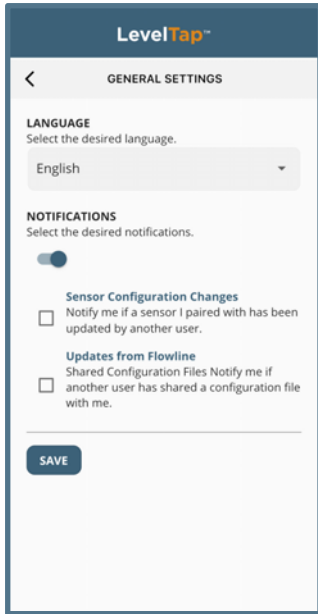 LevelTap™
GENERAL SETTINGS
LANGUAGE
Select the desired language.
English
NOTIFICATIONS
Select the desired notifications.
Sensor Configuration Changes
Notify me if a sensor I paired with has been
updated by another user.
Updates from Flowline
Shared Configuration Files Notify me if
another user has shared a configuration file
with me.
SAVE